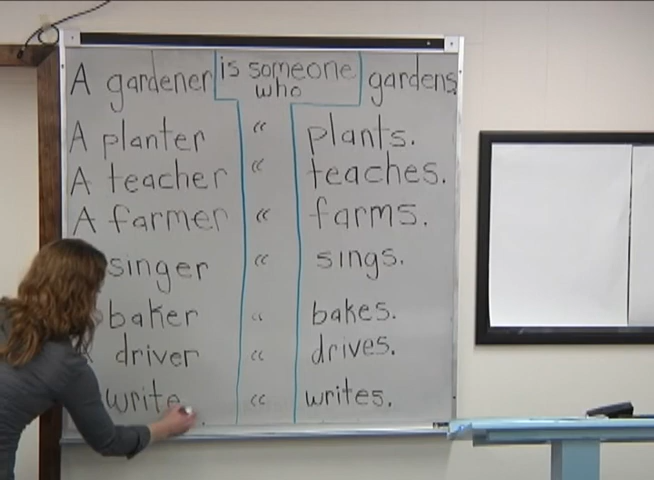 A gardener is someone who gardens.
A planter “ plants.
A teacher “ teaches.
A farmer “ farms.
singer “ sings.
baker “ bakes.
driver “ drives.
write “ writes.